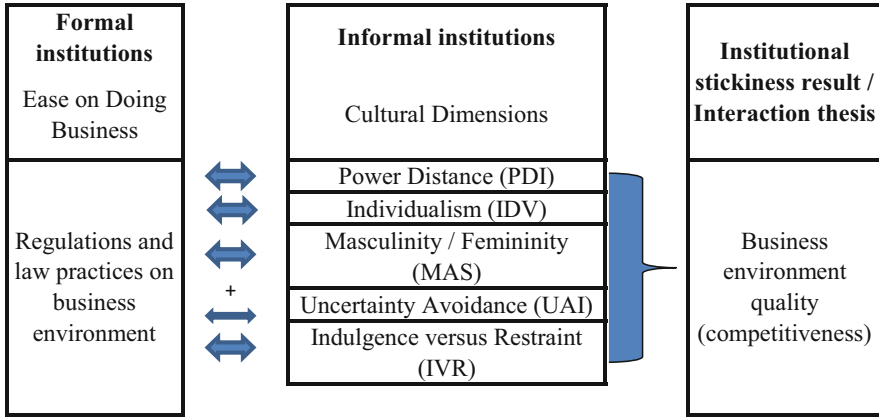 Formal
institutions
Ease on Doing
Business
Regulations and
law practices on
business
environment
+
Informal institutions
Cultural Dimensions
Power Distance (PDI)
Individualism (IDV)
Masculinity / Femininity
(MAS)
Uncertainty Avoidance (UAI)
Indulgence versus Restraint
(IVR)
Institutional
stickiness result /
Interaction thesis
Business
environment
quality
(competitiveness)